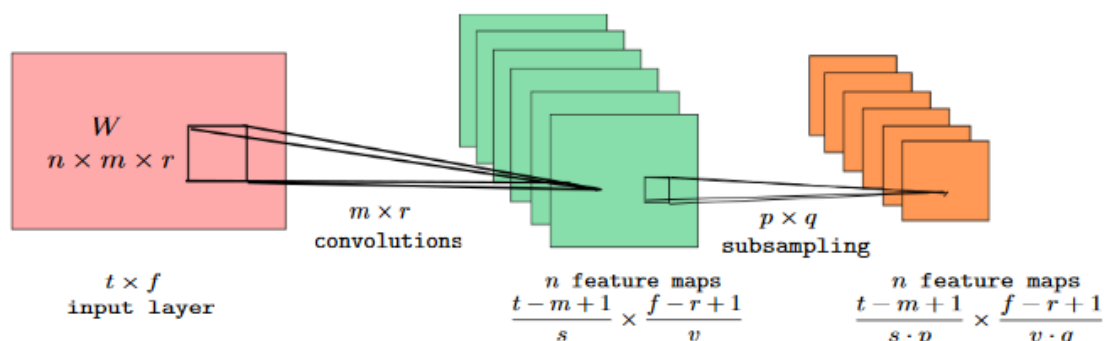 W
n × m × r
m × r
convolutions
p × q
subsampling
t × f
input layer
n feature maps
(t − m + 1)/s × (f − r + 1)/v
n feature maps
(t − m + 1)/(s · p) × (f − r + 1)/(v · q)